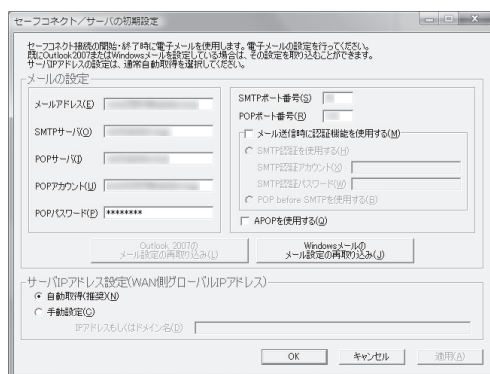 セーフコネクト／サーバの初期設定
セーフコネクト接続の開始・終了時に電子メールを使用します。電子メールの設定を行ってください。
既にOutlook2007またはWindowsメールを設定している場合は、その設定を取り込むことができます。
サーバIPアドレスの設定は、通常自動取得を選択してください。
メールの設定
メールアドレス(E)
SMTPサーバ(O)
POPサーバ(I)
POPアカウント(U)
POPパスワード(P) ********
SMTPポート番号(S)
POPポート番号(R)
メール送信時に認証機能を使用する(M)
SMTP認証を使用する(H)
SMTP認証アカウント(X)
SMTP認証パスワード(W)
POP before SMTPを使用する(B)
APOPを使用する(Q)
Outlook 2007の
メール設定の再取り込み(L)
Windowsメールの
メール設定の再取り込み(J)
サーバIPアドレス設定(WAN側グローバルIPアドレス)
自動取得(推奨)(N)
手動設定(C)
IPアドレスもしくはドメイン名(D)
OK
キャンセル
適用(A)